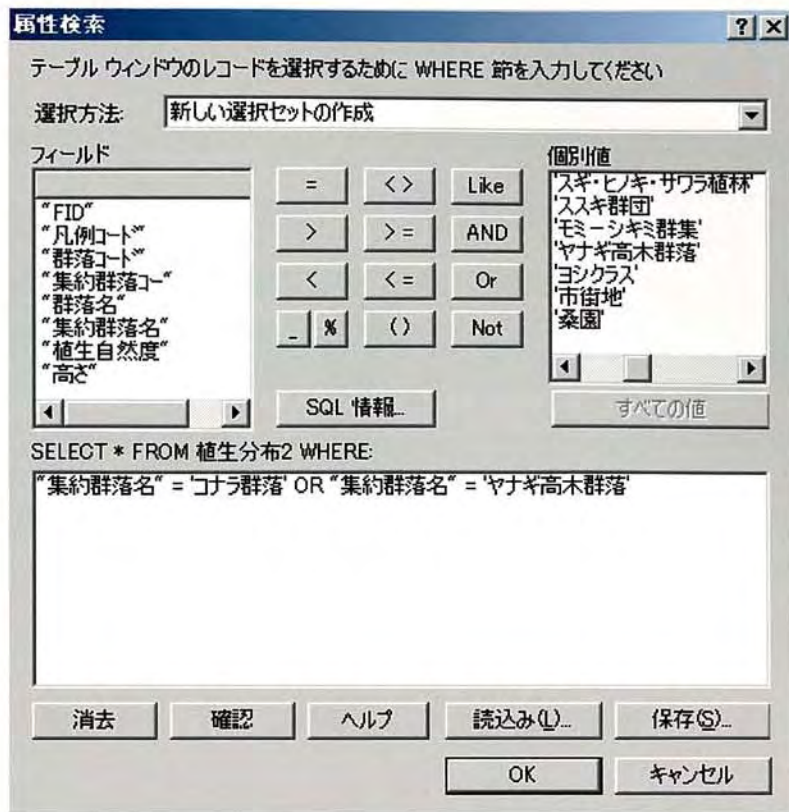 属性検索
テーブル ウィンドウのレコードを選択するために WHERE 節を入力してください
選択方法: 新しい選択セットの作成
フィールド
"FID"
"凡例コード"
"群落コード"
"集約群落コー"
"群落名"
"集約群落名"
"植生自然度"
"高さ"
= <> Like
> >= AND
< <= Or
_ % () Not
SQL 情報...
個別値
'スギ・ヒノキ・サワラ植林'
'ススキ群団'
'モミーシキミ群集'
'ヤナギ高木群落'
'ヨシクラス'
'市街地'
'桑園'
すべての値
SELECT * FROM 植生分布2 WHERE:
"集約群落名" = 'コナラ群落' OR "集約群落名" = 'ヤナギ高木群落'
消去 確認 ヘルプ 読込み(L)... 保存(S)...
OK キャンセル